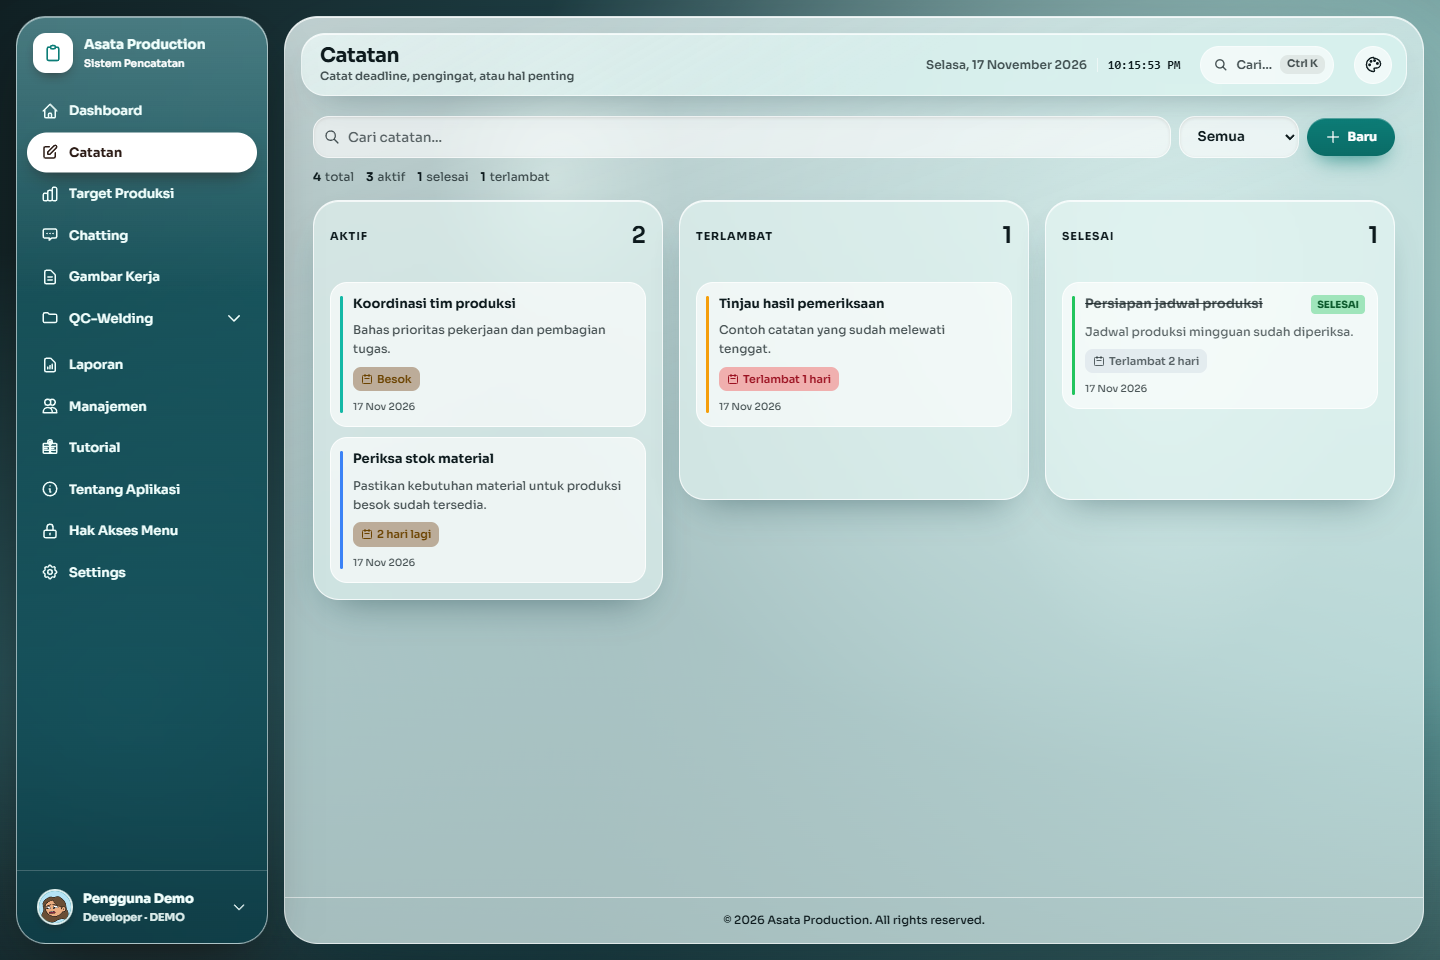 Asata Production
Sistem Pencatatan
Dashboard
Catatan
Target Produksi
Chatting
Gambar Kerja
QC-Welding
Laporan
Manajemen
Tutorial
Tentang Aplikasi
Hak Akses Menu
Settings
Pengguna Demo
Developer - DEMO
Catatan
Catat deadline, pengingat, atau hal penting
Selasa, 17 November 2026
10:15:53 PM
Cari...
Ctrl K
Cari catatan...
Semua
Baru
4 total 3 aktif 1 selesai 1 terlambat
AKTIF 2
Koordinasi tim produksi
Bahas prioritas pekerjaan dan pembagian
tugas.
Besok
17 Nov 2026
Periksa stok material
Pastikan kebutuhan material untuk produksi
besok sudah tersedia.
2 hari lagi
17 Nov 2026
TERLAMBAT 1
Tinjau hasil pemeriksaan
Contoh catatan yang sudah melewati
tenggat.
Terlambat 1 hari
17 Nov 2026
SELESAI 1
Persiapan jadwal produksi
SELESAI
Jadwal produksi mingguan sudah diperiksa.
Terlambat 2 hari
17 Nov 2026
© 2026 Asata Production. All rights reserved.